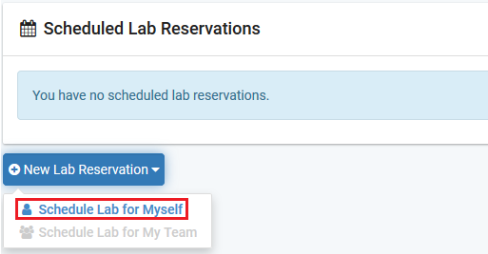 Scheduled Lab Reservations
You have no scheduled lab reservations.
New Lab Reservation
Schedule Lab for Myself
Schedule Lab for My Team